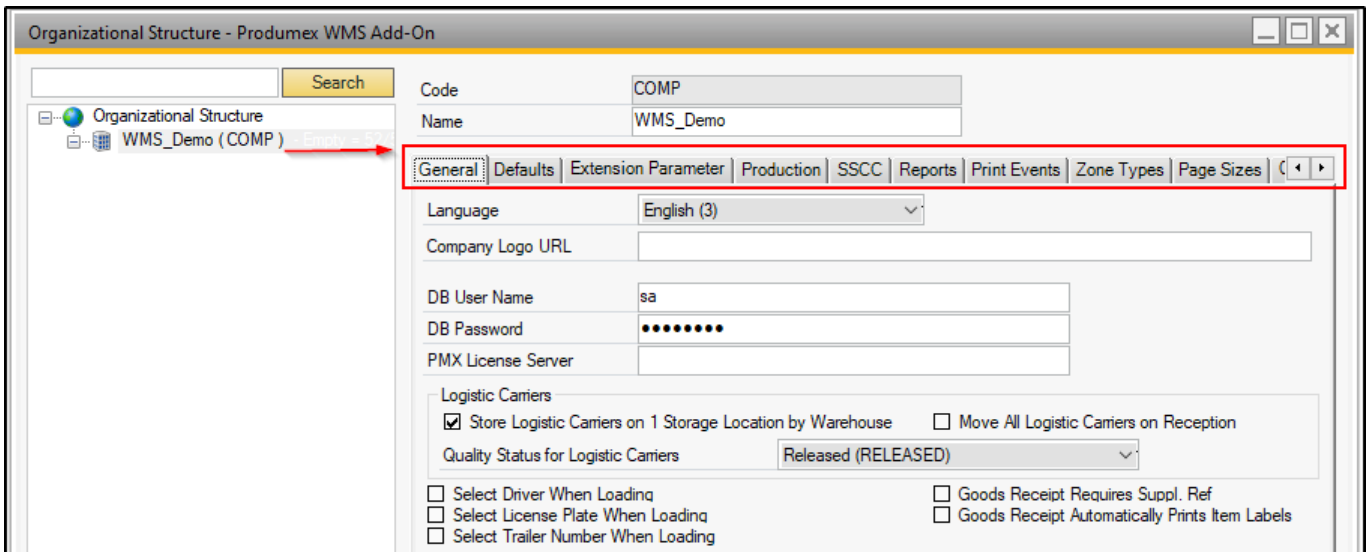 Organizational Structure - Produmex WMS Add-On
Search
Organizational Structure
WMS_Demo ( COMP ) - Empty = 52/
Code COMP
Name WMS_Demo
General Defaults Extension Parameter Production SSCC Reports Print Events Zone Types Page Sizes
Language English (3)
Company Logo URL
DB User Name sa
DB Password ●●●●●●●●
PMX License Server
Logistic Carriers
Store Logistic Carriers on 1 Storage Location by Warehouse Move All Logistic Carriers on Reception
Quality Status for Logistic Carriers Released (RELEASED)
Select Driver When Loading Goods Receipt Requires Suppl. Ref
Select License Plate When Loading Goods Receipt Automatically Prints Item Labels
Select Trailer Number When Loading